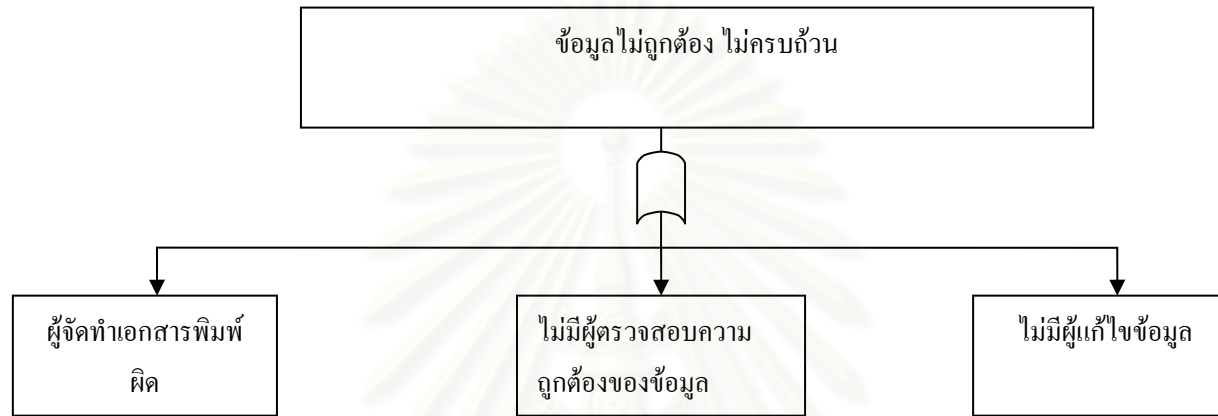 ข้อมูลไม่ถูกต้อง ไม่ครบถ้วน
ผู้จัดทำเอกสารพิมพ์
ผิด
ไม่มีผู้ตรวจสอบความ
ถูกต้องของข้อมูล
ไม่มีผู้แก้ไขข้อมูล